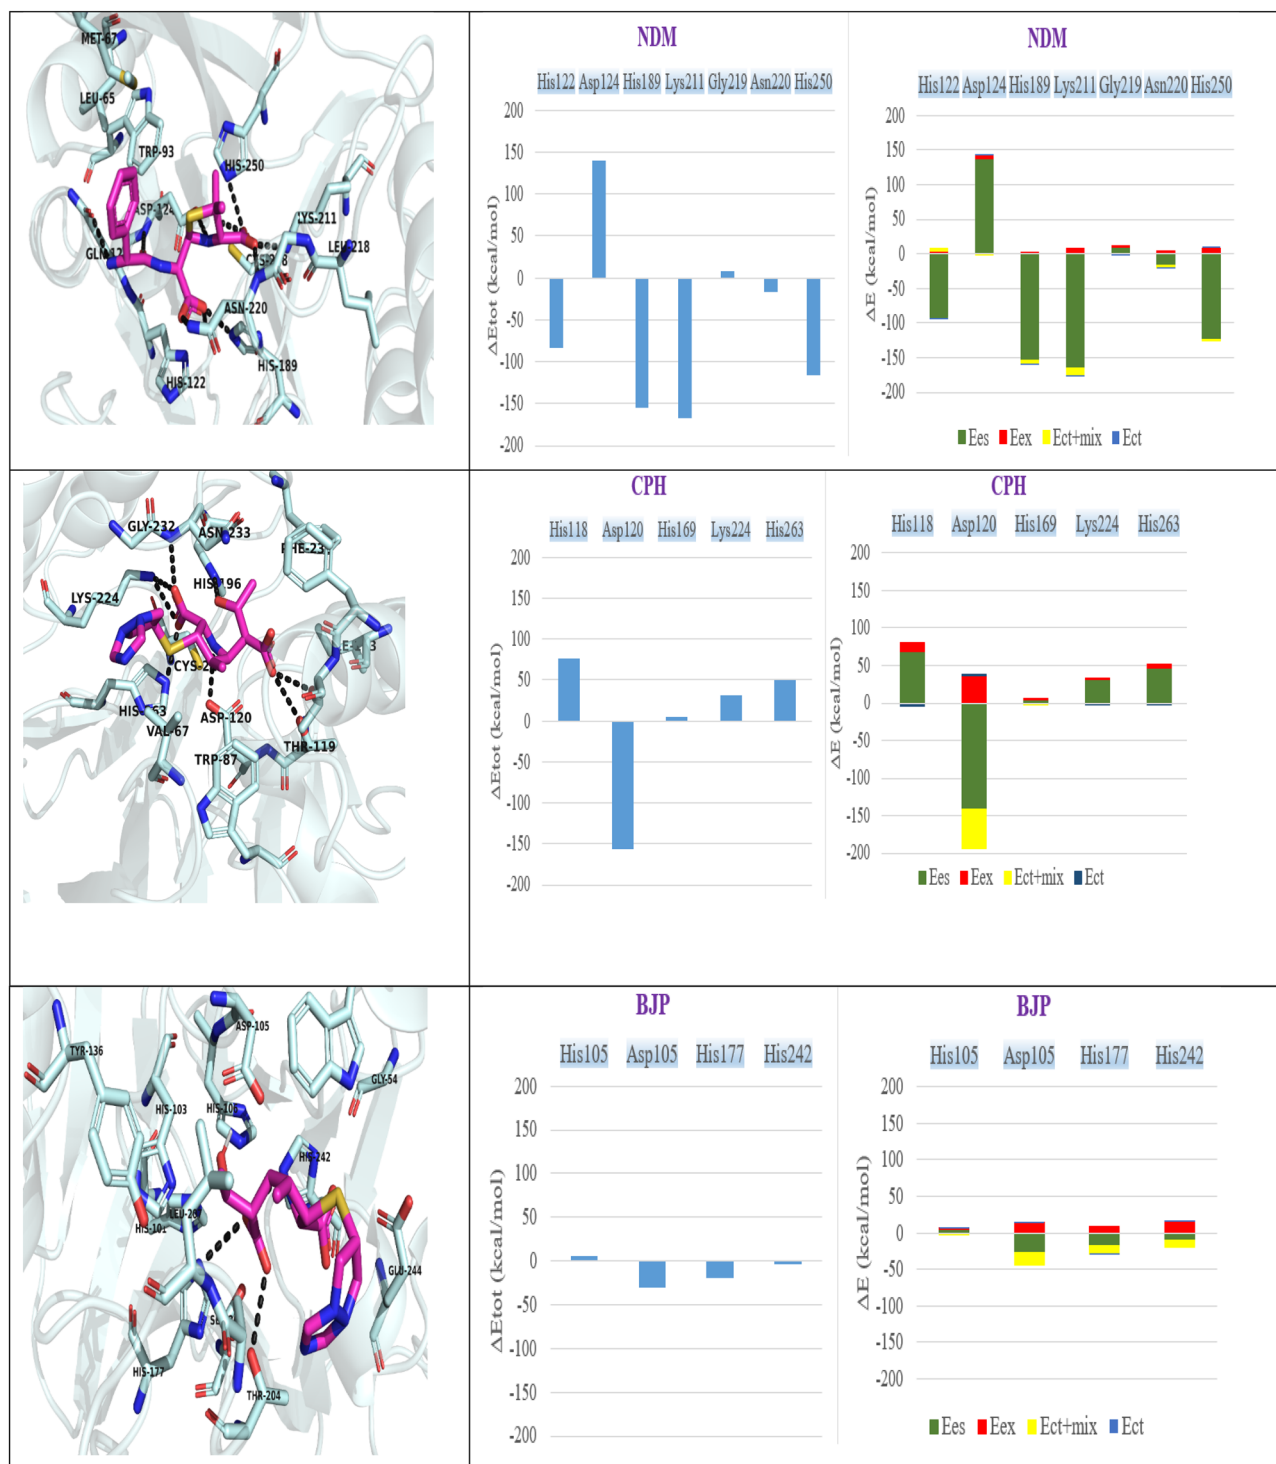 MET-67
LEU-65
TRP-93
HIS-250
ASP-124
LYS-211
LEU-218
ASN-220
HIS-189
HIS-122
NDM
His122 Asp124 His189 Lys211 Gly219 Asn220 His250
ΔEtot (kcal/mol)
200
150
100
50
0
-50
-100
-150
-200
NDM
His122 Asp124 His189 Lys211 Gly219 Asn220 His250
ΔE (kcal/mol)
200
150
100
50
0
-50
-100
-150
-200
Ees Eex Ect+mix Ect
GLY-232
ASN-233
LYS-224
HIS-196
VAL-67
ASP-120
THR-119
TRP-87
CPH
His118 Asp120 His169 Lys224 His263
ΔEtot (kcal/mol)
200
150
100
50
0
-50
-100
-150
-200
CPH
His118 Asp120 His169 Lys224 His263
ΔE (kcal/mol)
200
150
100
50
0
-50
-100
-150
-200
Ees Eex Ect+mix Ect
ASP-105
TYR-136
GLY-54
HIS-103
HIS-242
HIS-101
GLU-244
HIS-177
THR-204
BJP
His105 Asp105 His177 His242
ΔEtot (kcal/mol)
200
150
100
50
0
-50
-100
-150
-200
BJP
His105 Asp105 His177 His242
ΔE (kcal/mol)
200
150
100
50
0
-50
-100
-150
-200
Ees Eex Ect+mix Ect